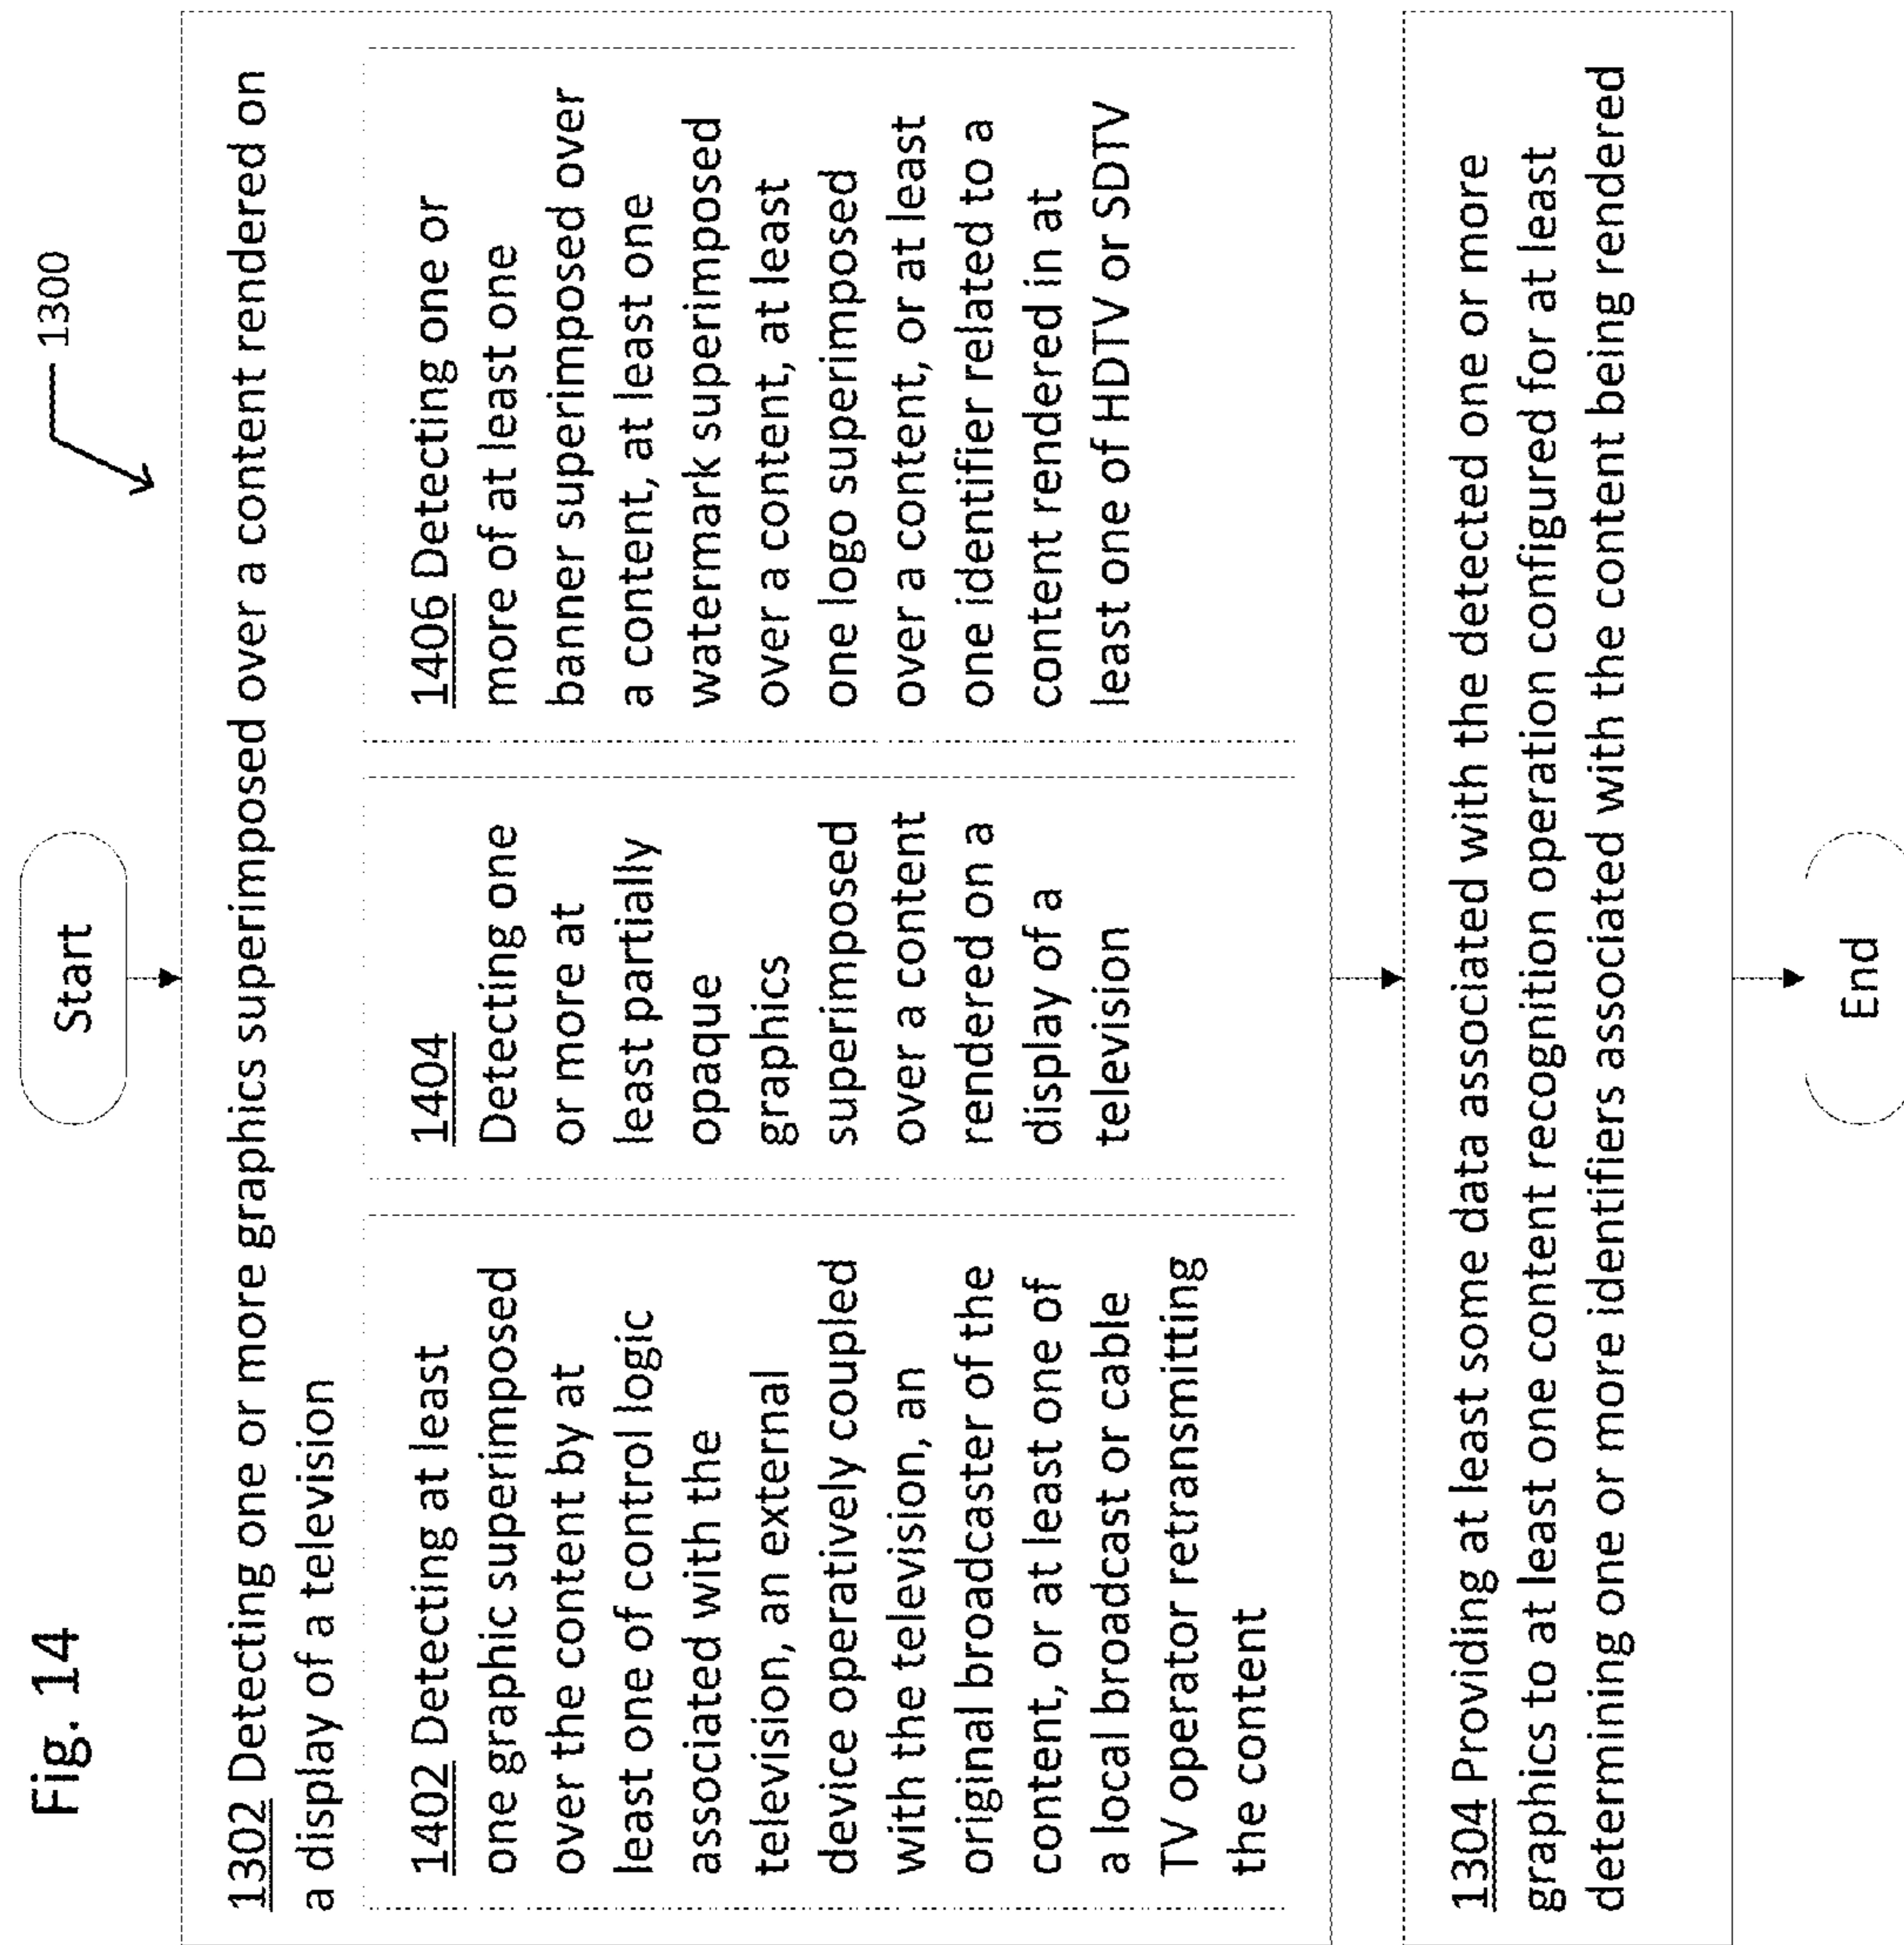 Fig. 14
1300
Start
1302 Detecting one or more graphics superimposed over a content rendered on
a display of a television
1402 Detecting at least
one graphic superimposed
over the content by at
least one of control logic
associated with the
television, an external
device operatively coupled
with the television, an
original broadcaster of the
content, or at least one of
a local broadcast or cable
TV operator retransmitting
the content
1404
Detecting one
or more at
least partially
opaque
graphics
superimposed
over a content
rendered on a
display of a
television
1406 Detecting one or
more of at least one
banner superimposed over
a content, at least one
watermark superimposed
over a content, at least
one logo superimposed
over a content, or at least
one identifier related to a
content rendered in at
least one of HDTV or SDTV
1304 Providing at least some data associated with the detected one or more
graphics to at least one content recognition operation configured for at least
determining one or more identifiers associated with the content being rendered
End